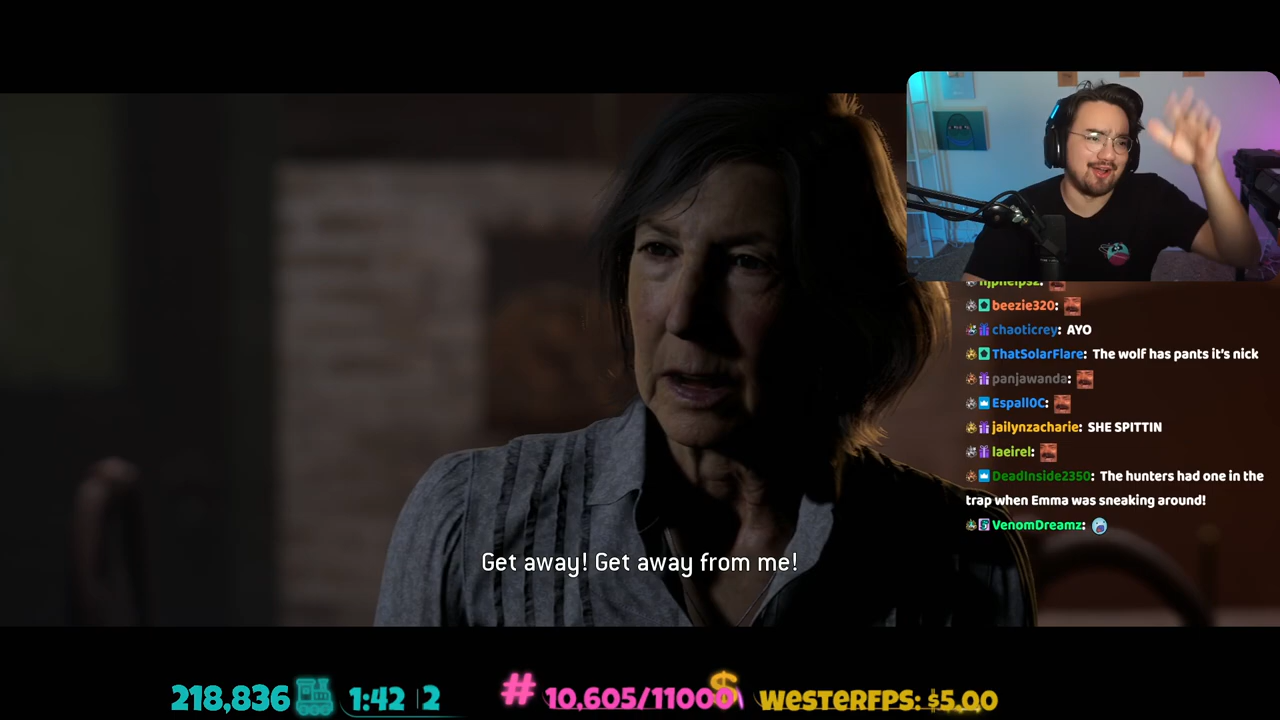 beezie320:
chaoticrey: AYO
ThatSolarFlare: The wolf has pants it's nick
panjawanda:
Espall0C:
jailynzacharie: SHE SPITTIN
laeirel:
DeadInside2350: The hunters had one in the
trap when Emma was sneaking around!
VenomDreamz:
Get away! Get away from me!
218,836 1:42 | 2 # 10,605/11000 $ WESTERFPS: $5.00